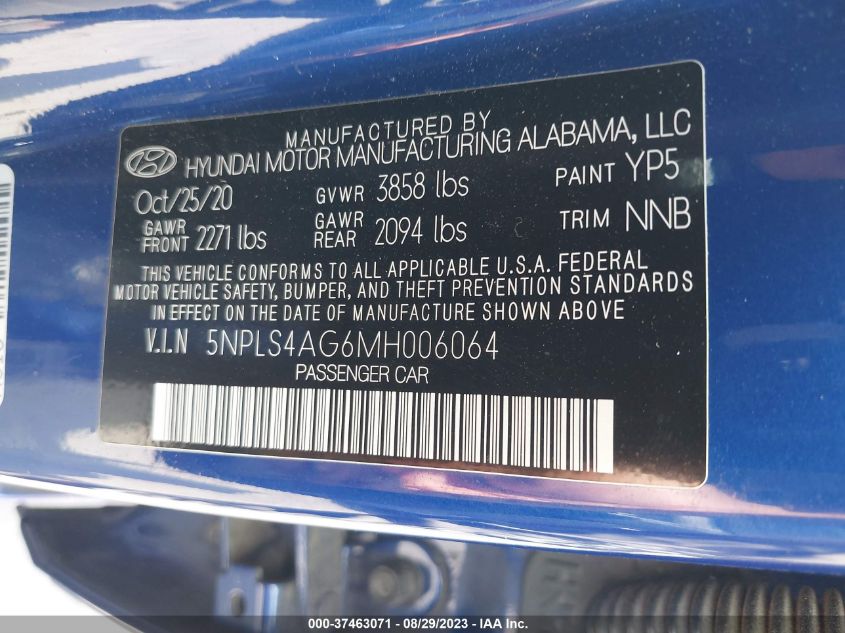 MANUFACTURED BY
HYUNDAI MOTOR MANUFACTURING ALABAMA, LLC
Oct/25/20 GVWR 3858 lbs PAINT YP5
GAWR FRONT 2271 lbs GAWR REAR 2094 lbs TRIM NNB
THIS VEHICLE CONFORMS TO ALL APPLICABLE U.S.A. FEDERAL
MOTOR VEHICLE SAFETY, BUMPER, AND THEFT PREVENTION STANDARDS
IN EFFECT ON THE DATE OF MANUFACTURE SHOWN ABOVE
V.I.N 5NPLS4AG6MH006064
PASSENGER CAR
000-37463071 - 08/29/2023 - IAA Inc.